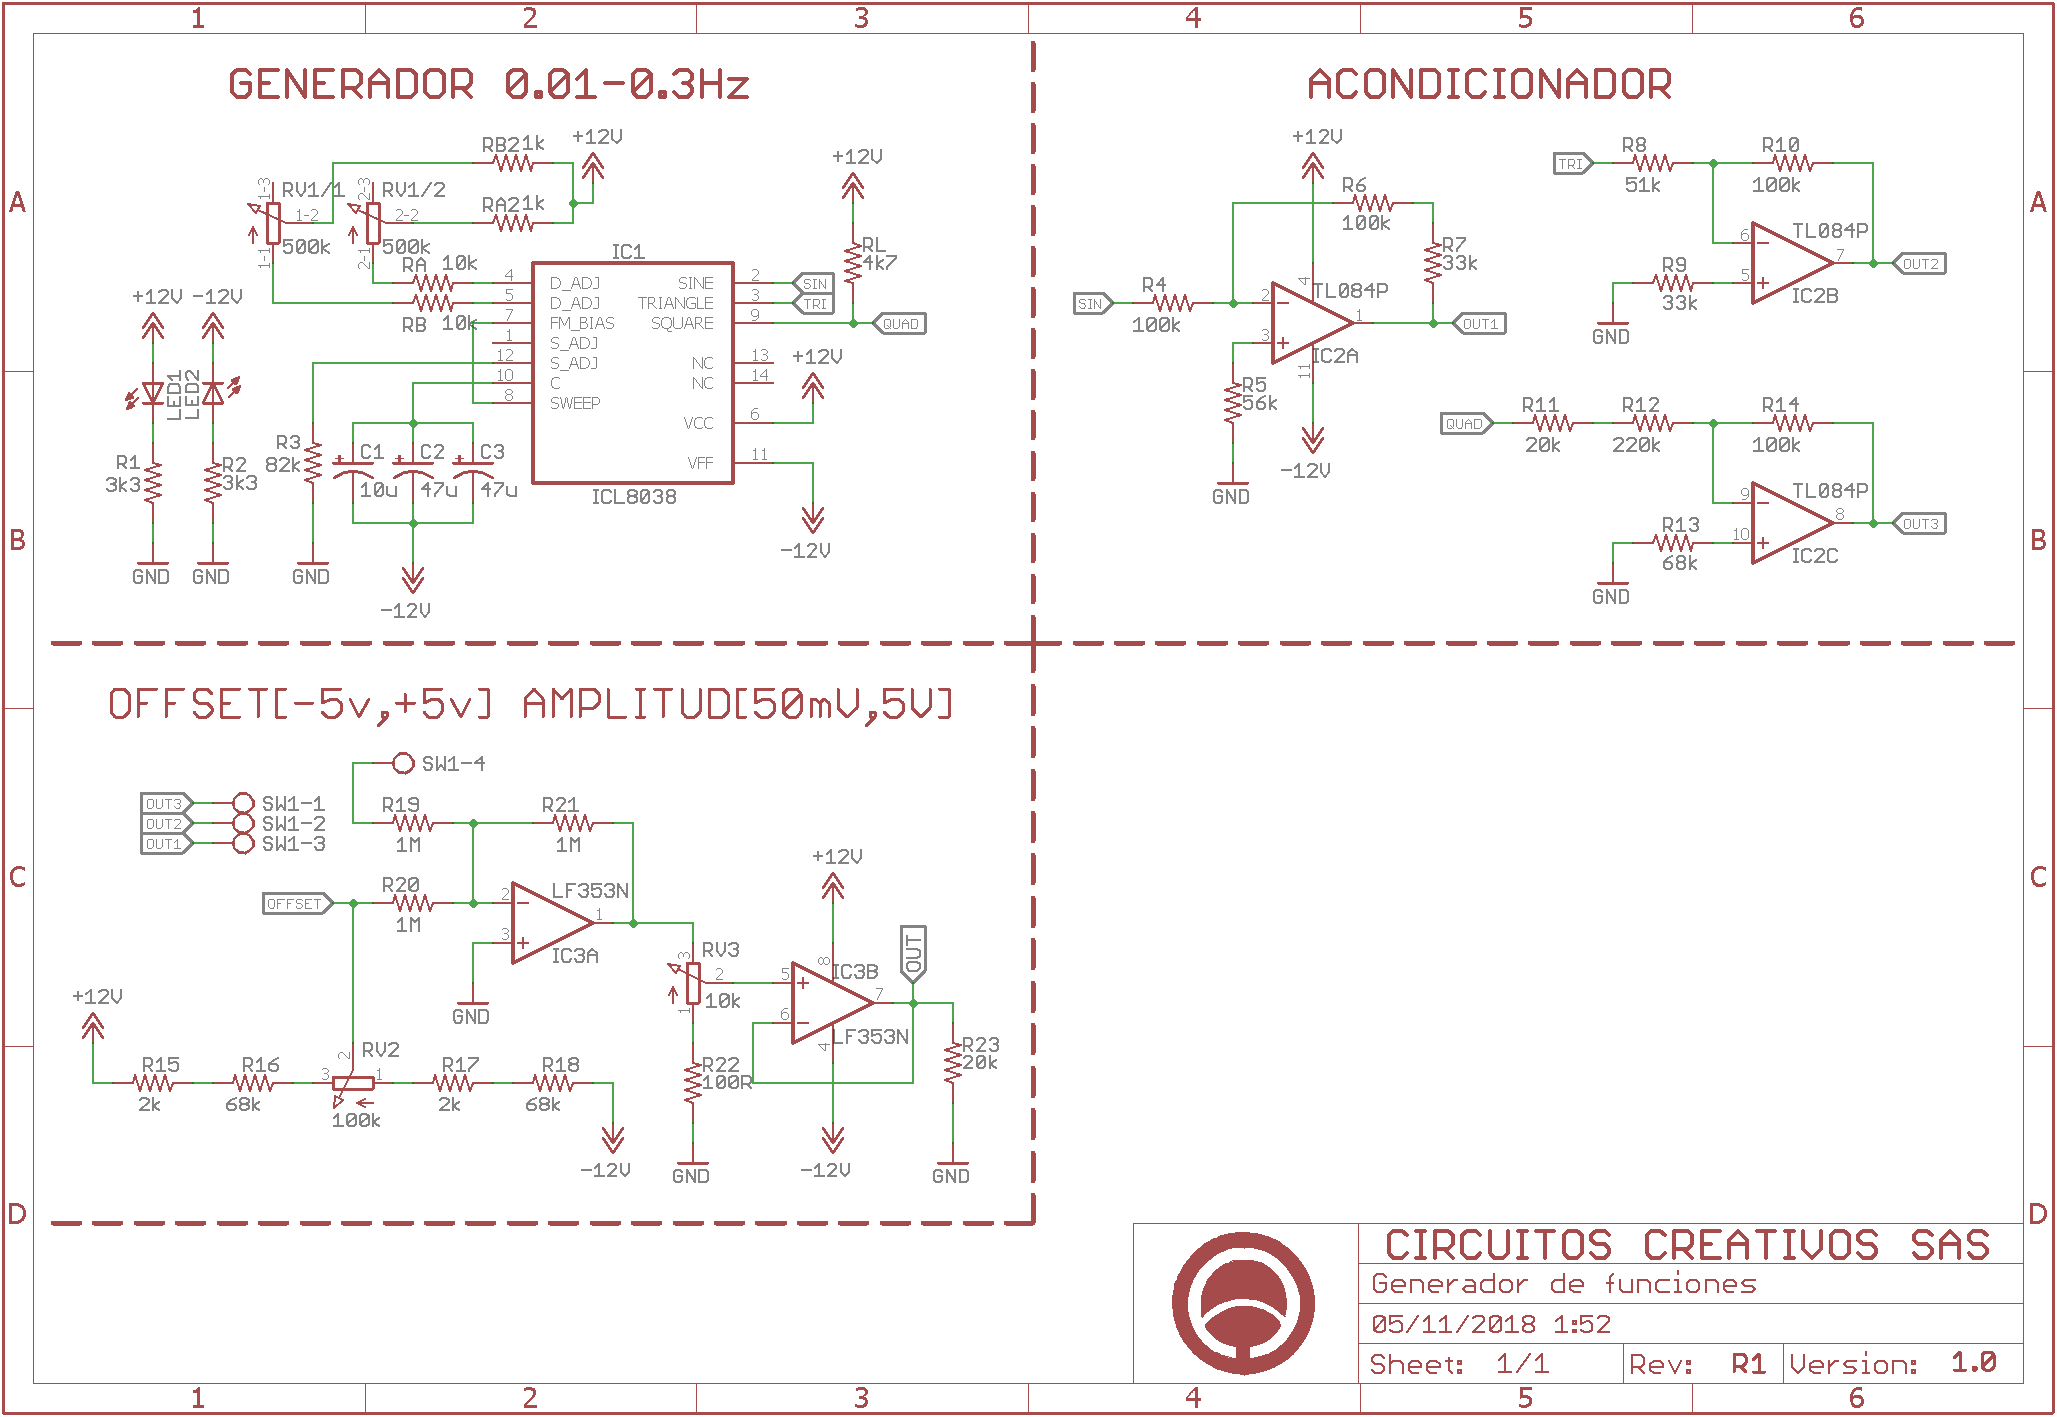 1 2 3 4 5 6
A A
B B
C C
D D
GENERADOR 0.01-0.3Hz
RB2 1k
+12V
RV1/1
1-3
1-2
1-1
500k
RV1/2
2-3
2-2
2-1
500k
RA2 1k
RA 10k
RB 10k
+12V -12V
LED1
LED2
R1
3k3
R2
3k3
GND GND GND
R3
82k
C1
10u
C2
47u
C3
47u
-12V
IC1
4 D_ADJ
5 D_ADJ
7 FM_BIAS
1 S_ADJ
12 S_ADJ
10 C
8 SWEEP
SINE 2
TRIANGLE 3
SQUARE 9
NC 13
NC 14
VCC 6
VFF 11
ICL8038
SIN
TRI
QUAD
+12V
RL
4k7
+12V
-12V
ACONDICIONADOR
+12V
R6
100k
R7
33k
SIN
R4
100k
TL084P
2
3
4
11
1
IC2A
OUT1
R5
56k
GND
-12V
TRI
R8
51k
R10
100k
TL084P
6
5
7
IC2B
OUT2
R9
33k
GND
QUAD
R11
20k
R12
220k
R14
100k
TL084P
9
10
8
IC2C
OUT3
R13
68k
GND
OFFSET[-5v,+5v] AMPLITUD[50mV,5V]
SW1-4
OUT3 SW1-1
OUT2 SW1-2
OUT1 SW1-3
R19
1M
R21
1M
OFFSET
R20
1M
LF353N
2
3
1
IC3A
GND
+12V
R15
2k
R16
68k
RV2
3
2
1
100k
R17
2k
R18
68k
-12V
RV3
3
2
1
10k
R22
100R
GND
+12V
IC3B
5
6
8
4
7
LF353N
-12V
OUT
R23
20k
GND
CIRCUITOS CREATIVOS SAS
Generador de funciones
05/11/2018 1:52
Sheet: 1/1 Rev: R1 Version: 1.0
1 2 3 4 5 6